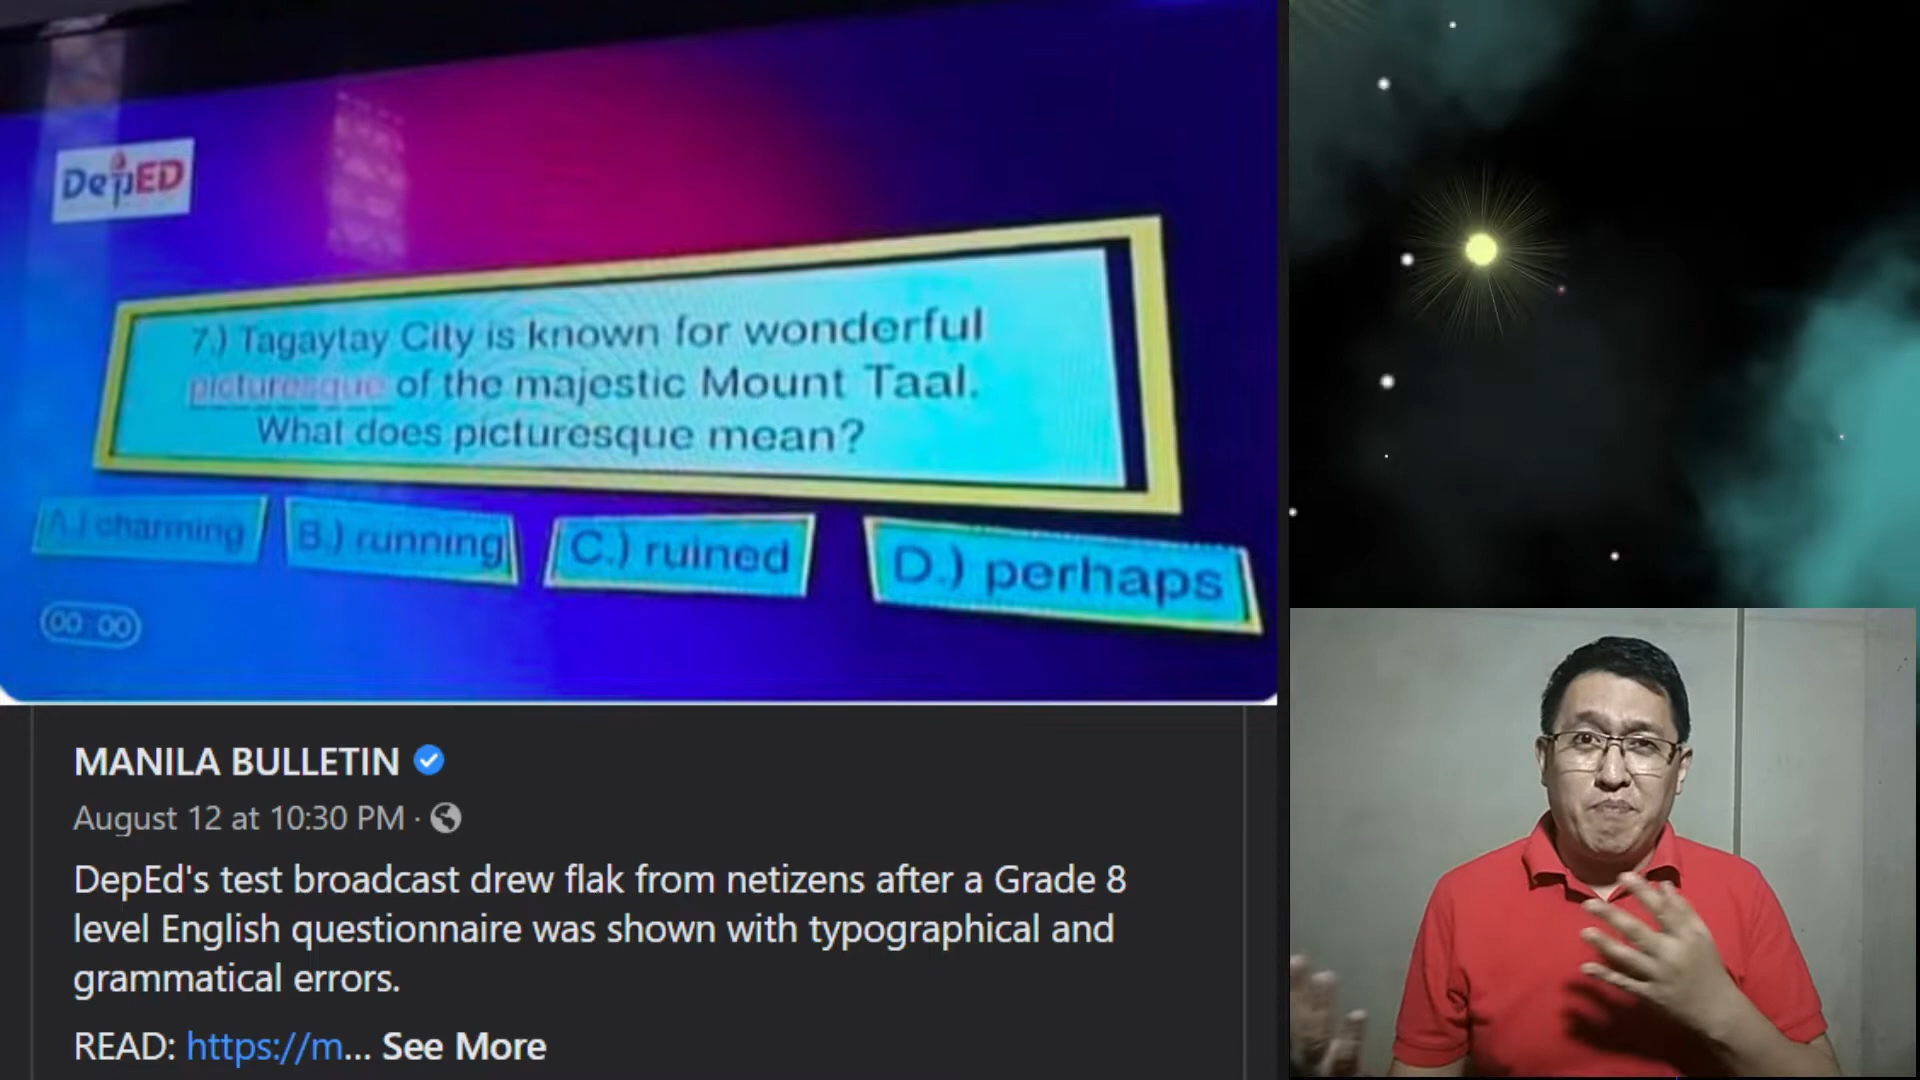 DepED
7.) Tagaytay City is known for wonderful
picturesque of the majestic Mount Taal.
What does picturesque mean?
A.) charming
B.) running
C.) ruined
D.) perhaps
00:00
MANILA BULLETIN
August 12 at 10:30 PM ·
DepEd's test broadcast drew flak from netizens after a Grade 8
level English questionnaire was shown with typographical and
grammatical errors.
READ: https://m... See More